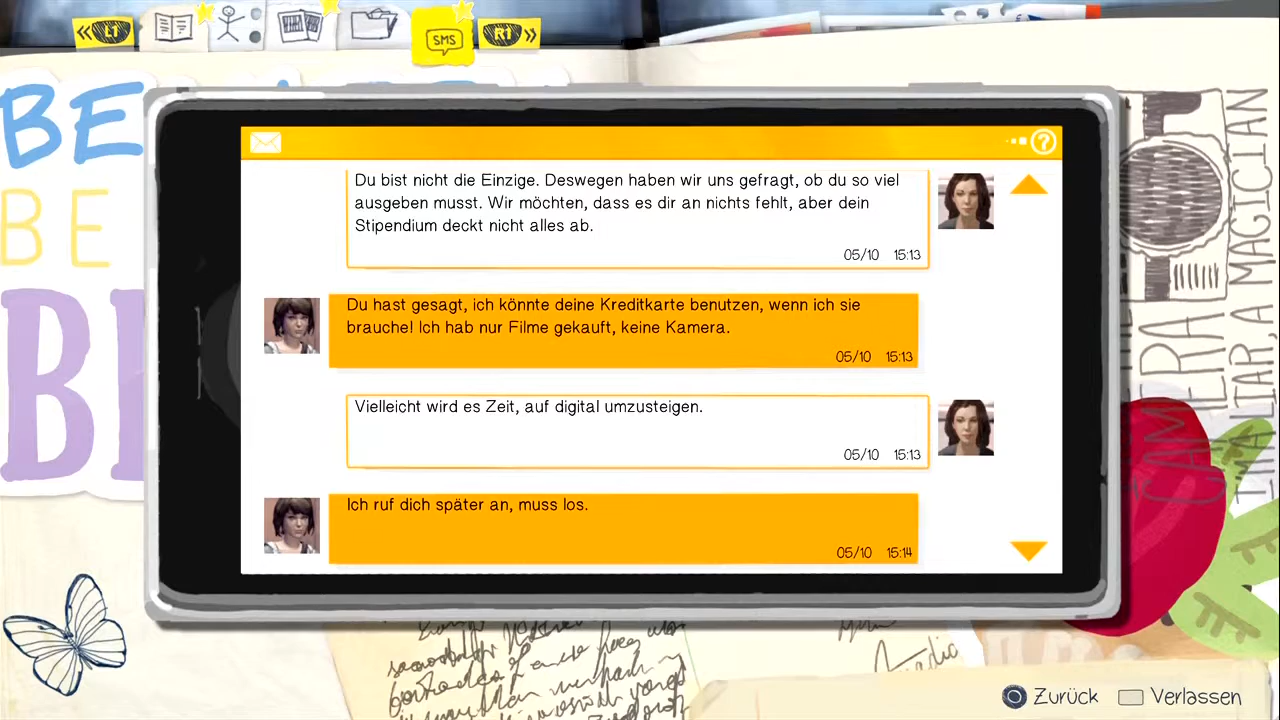 LT
SMS
R1
BE
BE
Du bist nicht die Einzige. Deswegen haben wir uns gefragt, ob du so viel
ausgeben musst. Wir möchten, dass es dir an nichts fehlt, aber dein
Stipendium deckt nicht alles ab.
05/10 15:13
Du hast gesagt, ich könnte deine Kreditkarte benutzen, wenn ich sie
brauche! Ich hab nur Filme gekauft, keine Kamera.
05/10 15:13
Vielleicht wird es Zeit, auf digital umzusteigen.
05/10 15:13
Ich ruf dich später an, muss los.
05/10 15:14
CAMERA
MAGICIAN
Zurück
Verlassen